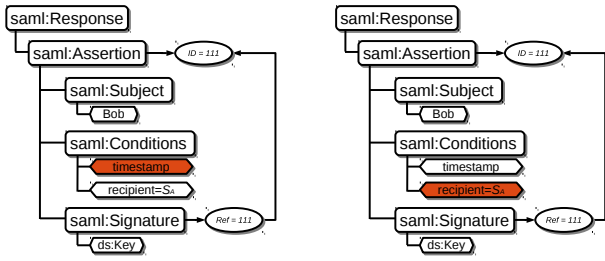 saml:Response
saml:Assertion
ID = 111
saml:Subject
Bob
saml:Conditions
timestamp
recipient=SA
saml:Signature
Ref = 111
ds:Key
saml:Response
saml:Assertion
ID = 111
saml:Subject
Bob
saml:Conditions
timestamp
recipient=SA
saml:Signature
Ref = 111
ds:Key